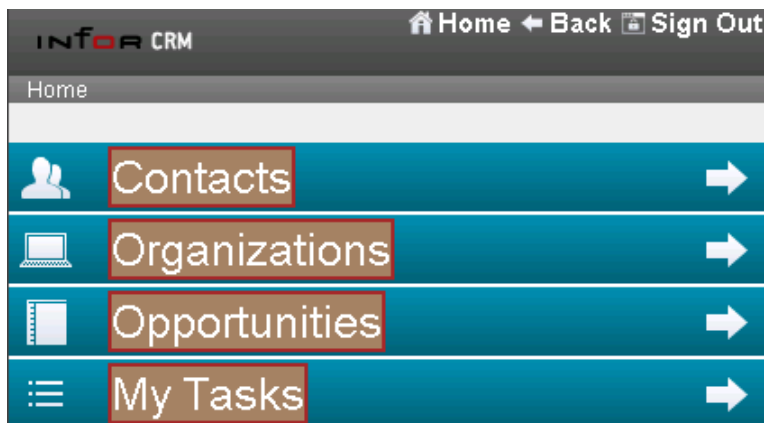 infor CRM
Home Back Sign Out
Home
Contacts
Organizations
Opportunities
My Tasks